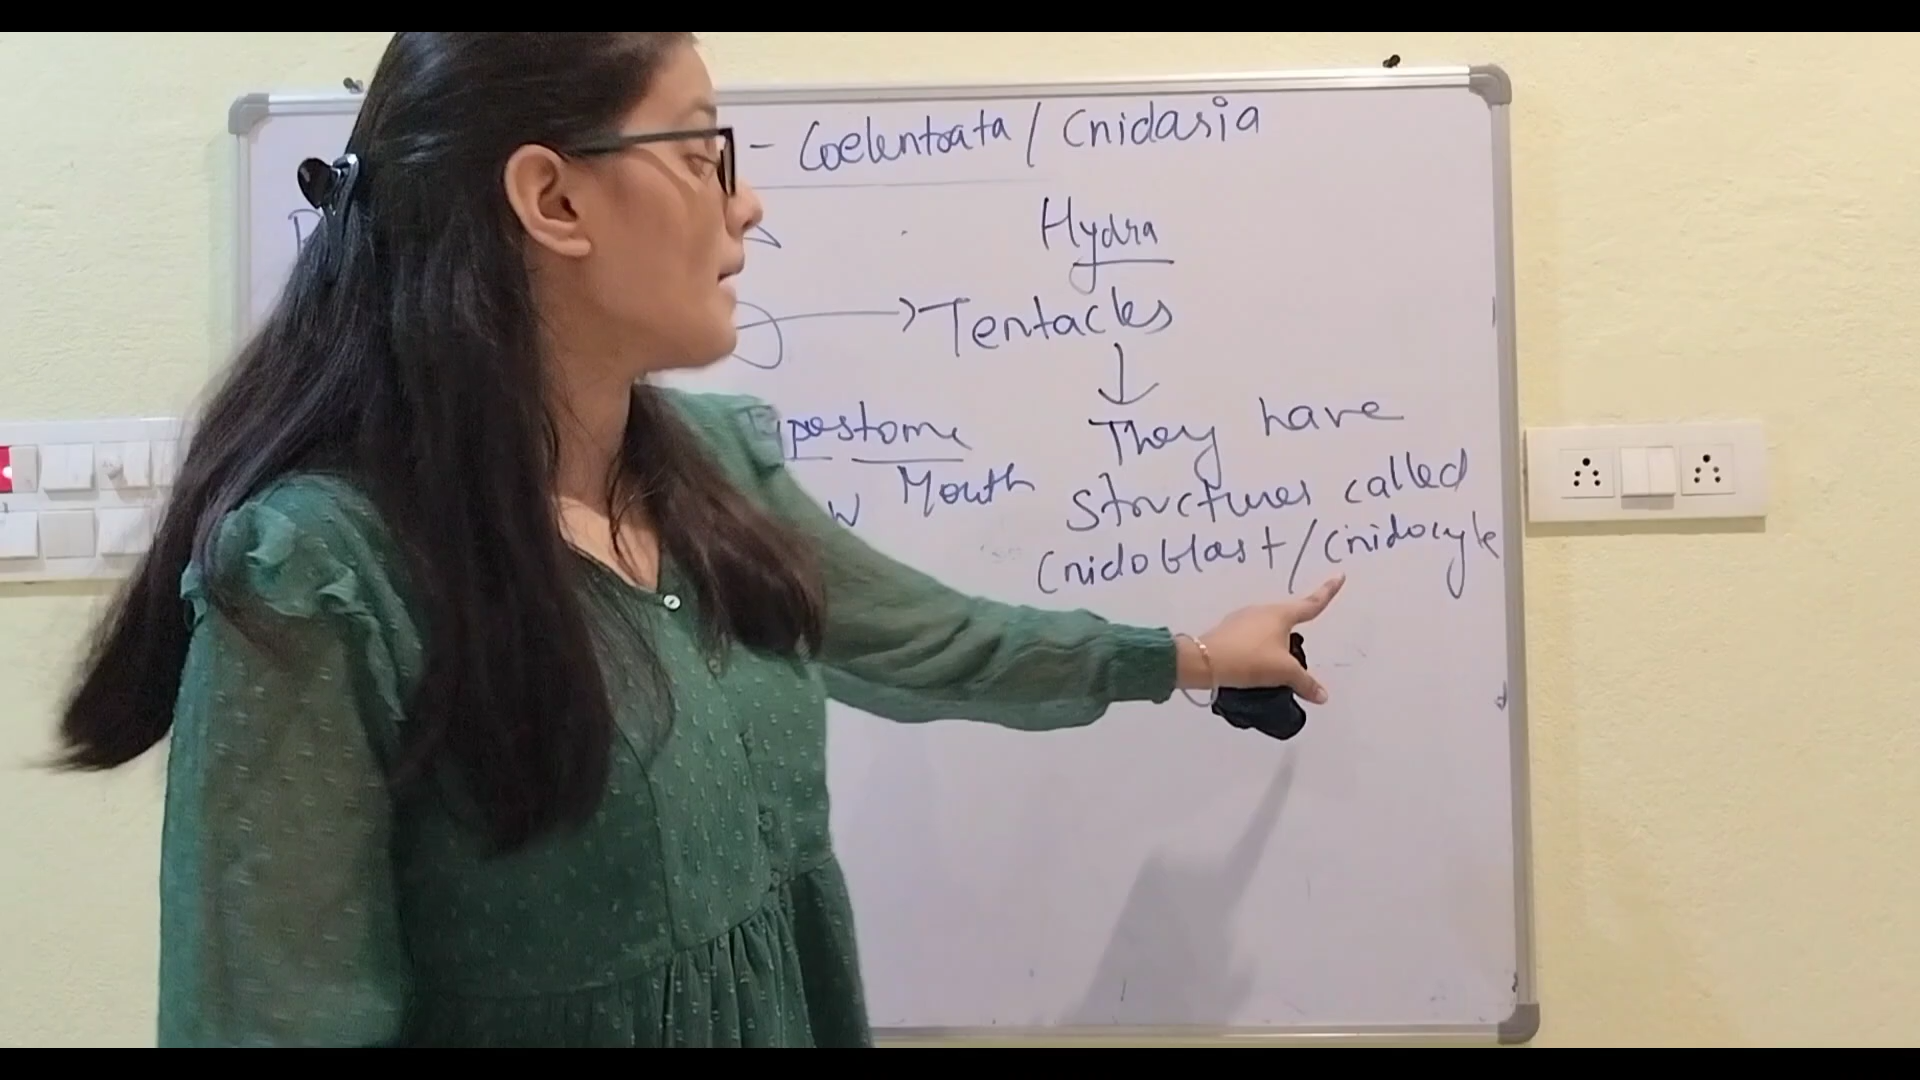 - Coelentrata / Cnidaria
Hydra
Tentacles
They have
structures called
Cnidoblast / Cnidocyte
Mouth